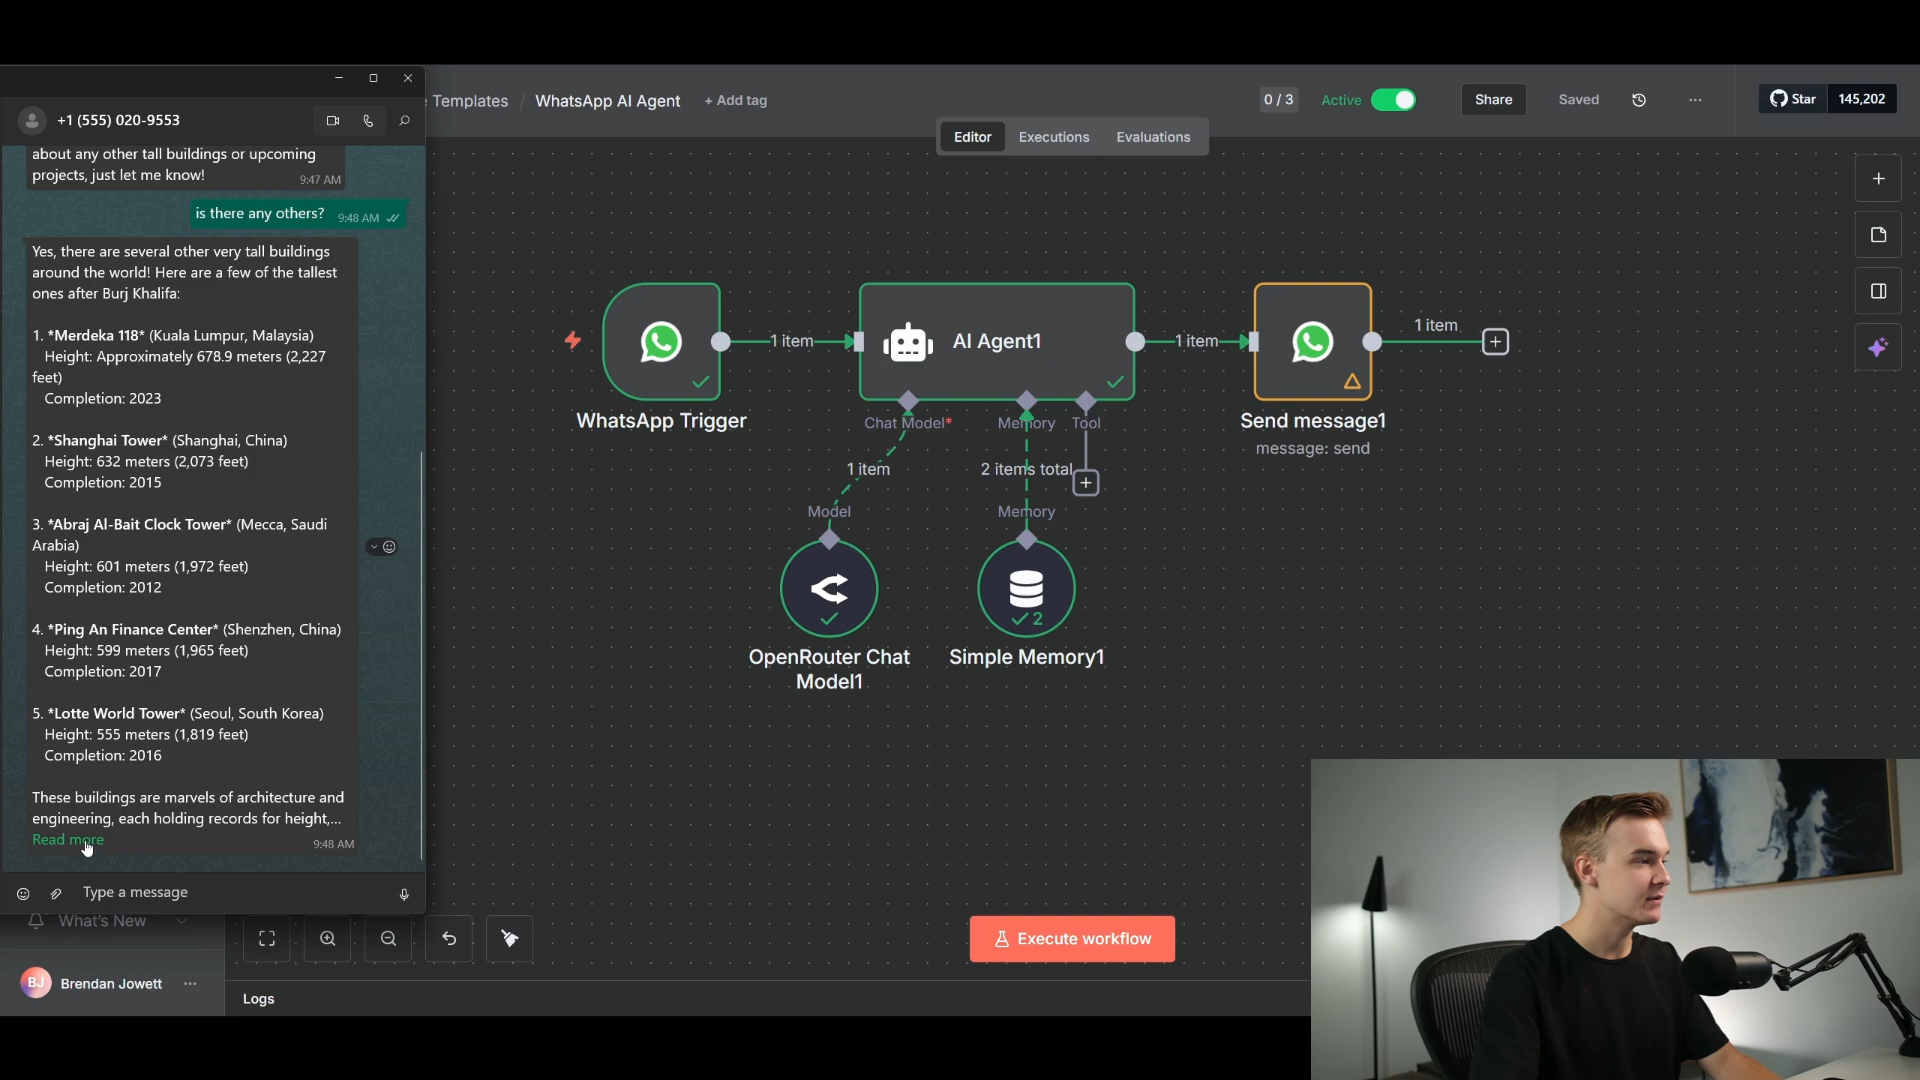 +1 (555) 020-9553
about any other tall buildings or upcoming
projects, just let me know!
9:47 AM
is there any others?
9:48 AM
Yes, there are several other very tall buildings
around the world! Here are a few of the tallest
ones after Burj Khalifa:
1. *Merdeka 118* (Kuala Lumpur, Malaysia)
Height: Approximately 678.9 meters (2,227
feet)
Completion: 2023
2. *Shanghai Tower* (Shanghai, China)
Height: 632 meters (2,073 feet)
Completion: 2015
3. *Abraj Al-Bait Clock Tower* (Mecca, Saudi
Arabia)
Height: 601 meters (1,972 feet)
Completion: 2012
4. *Ping An Finance Center* (Shenzhen, China)
Height: 599 meters (1,965 feet)
Completion: 2017
5. *Lotte World Tower* (Seoul, South Korea)
Height: 555 meters (1,819 feet)
Completion: 2016
These buildings are marvels of architecture and
engineering, each holding records for height,...
Read more
9:48 AM
Type a message
What's New
BJ Brendan Jowett ...
Templates / WhatsApp AI Agent + Add tag
0 / 3 Active Share Saved ... Star 145,202
Editor Executions Evaluations
1 item
1 item
1 item
AI Agent1
WhatsApp Trigger
Send message1
message: send
Chat Model*
Memory
Tool
1 item
2 items total
Model
Memory
2
OpenRouter Chat
Model1
Simple Memory1
Execute workflow
Logs